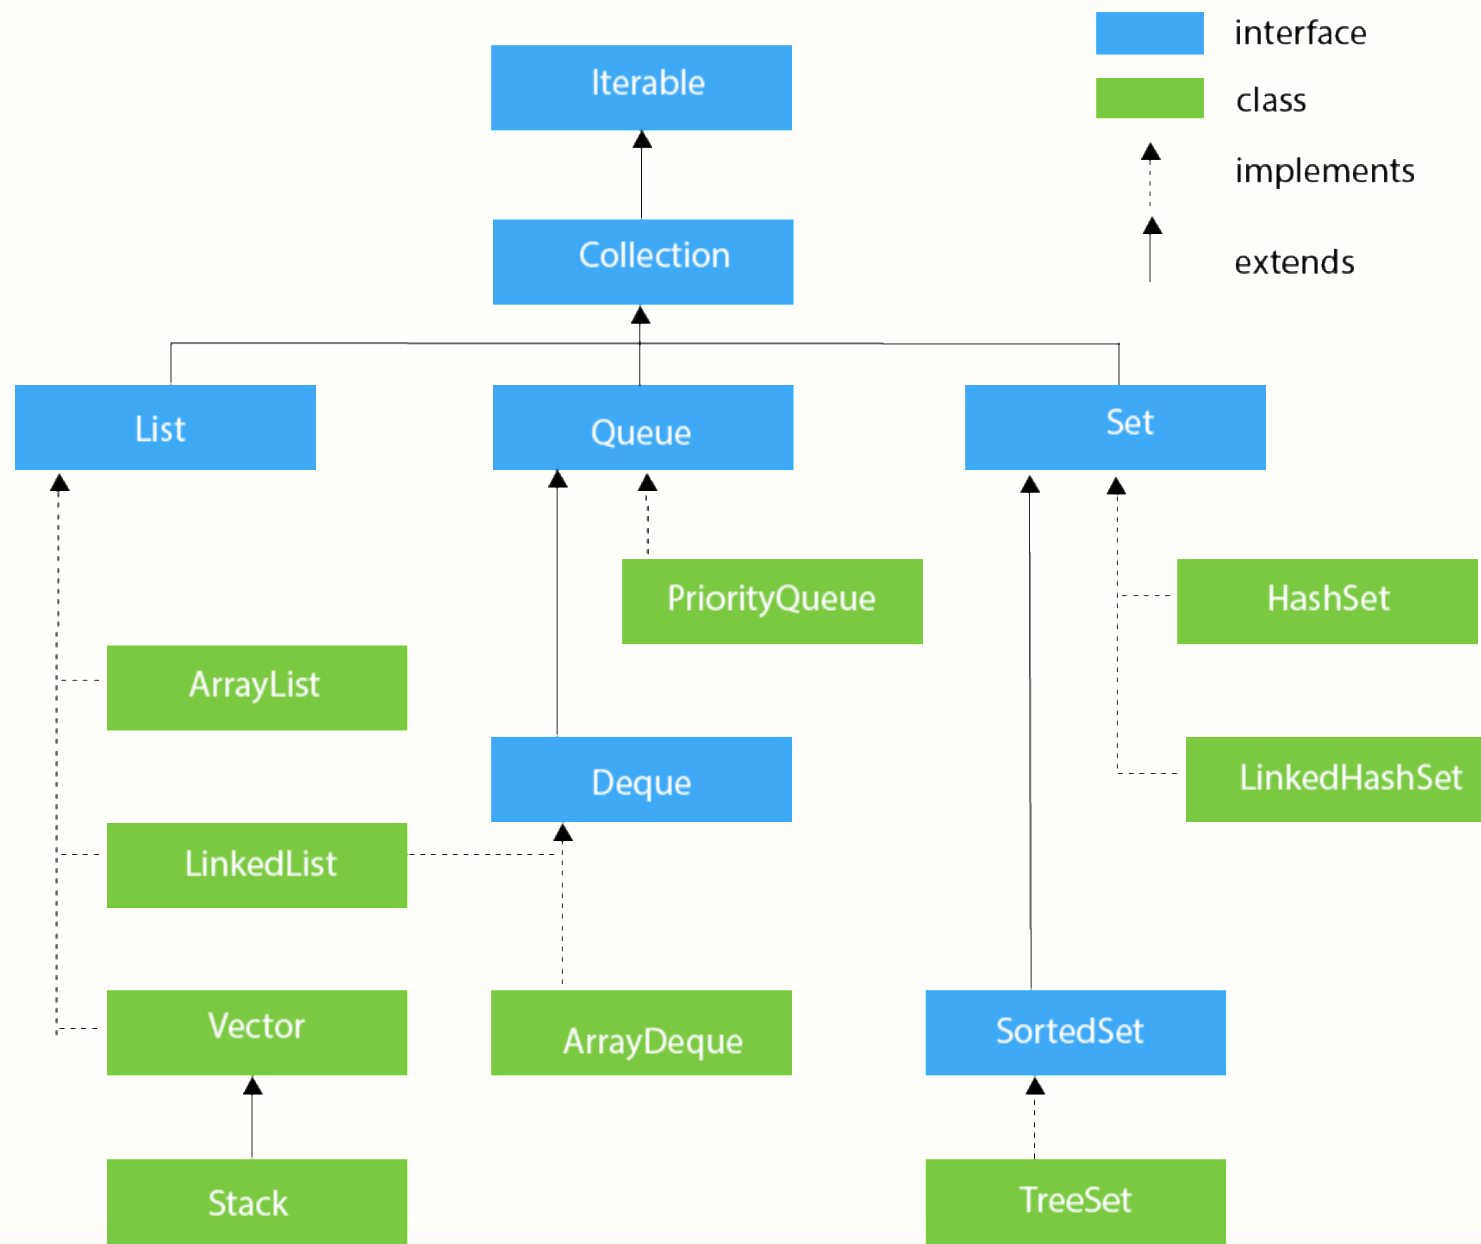 interface
Iterable
class
implements
Collection
extends
List
Queue
Set
PriorityQueue
HashSet
ArrayList
Deque
LinkedHashSet
LinkedList
Vector
ArrayDeque
SortedSet
Stack
TreeSet